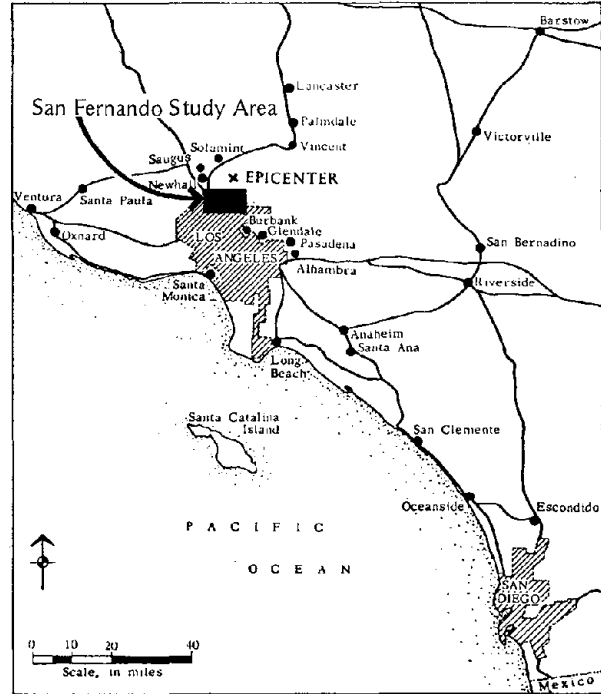 Barstow
Lancaster
San Fernando Study Area
Palmdale
Victorville
Solamint
Vincent
Saugus
Newhall
EPICENTER
Ventura
Santa Paula
Burbank
Glendale
Oxnard
LOS
ANGELES
Pasadena
San Bernadino
Alhambra
Santa
Monica
Riverside
Anaheim
Santa Ana
Long
Beach
Santa Catalina
Island
San Clemente
Oceanside
Escondido
PACIFIC
OCEAN
SAN
DIEGO
0 10 20 40
Scale, in miles
Mexico